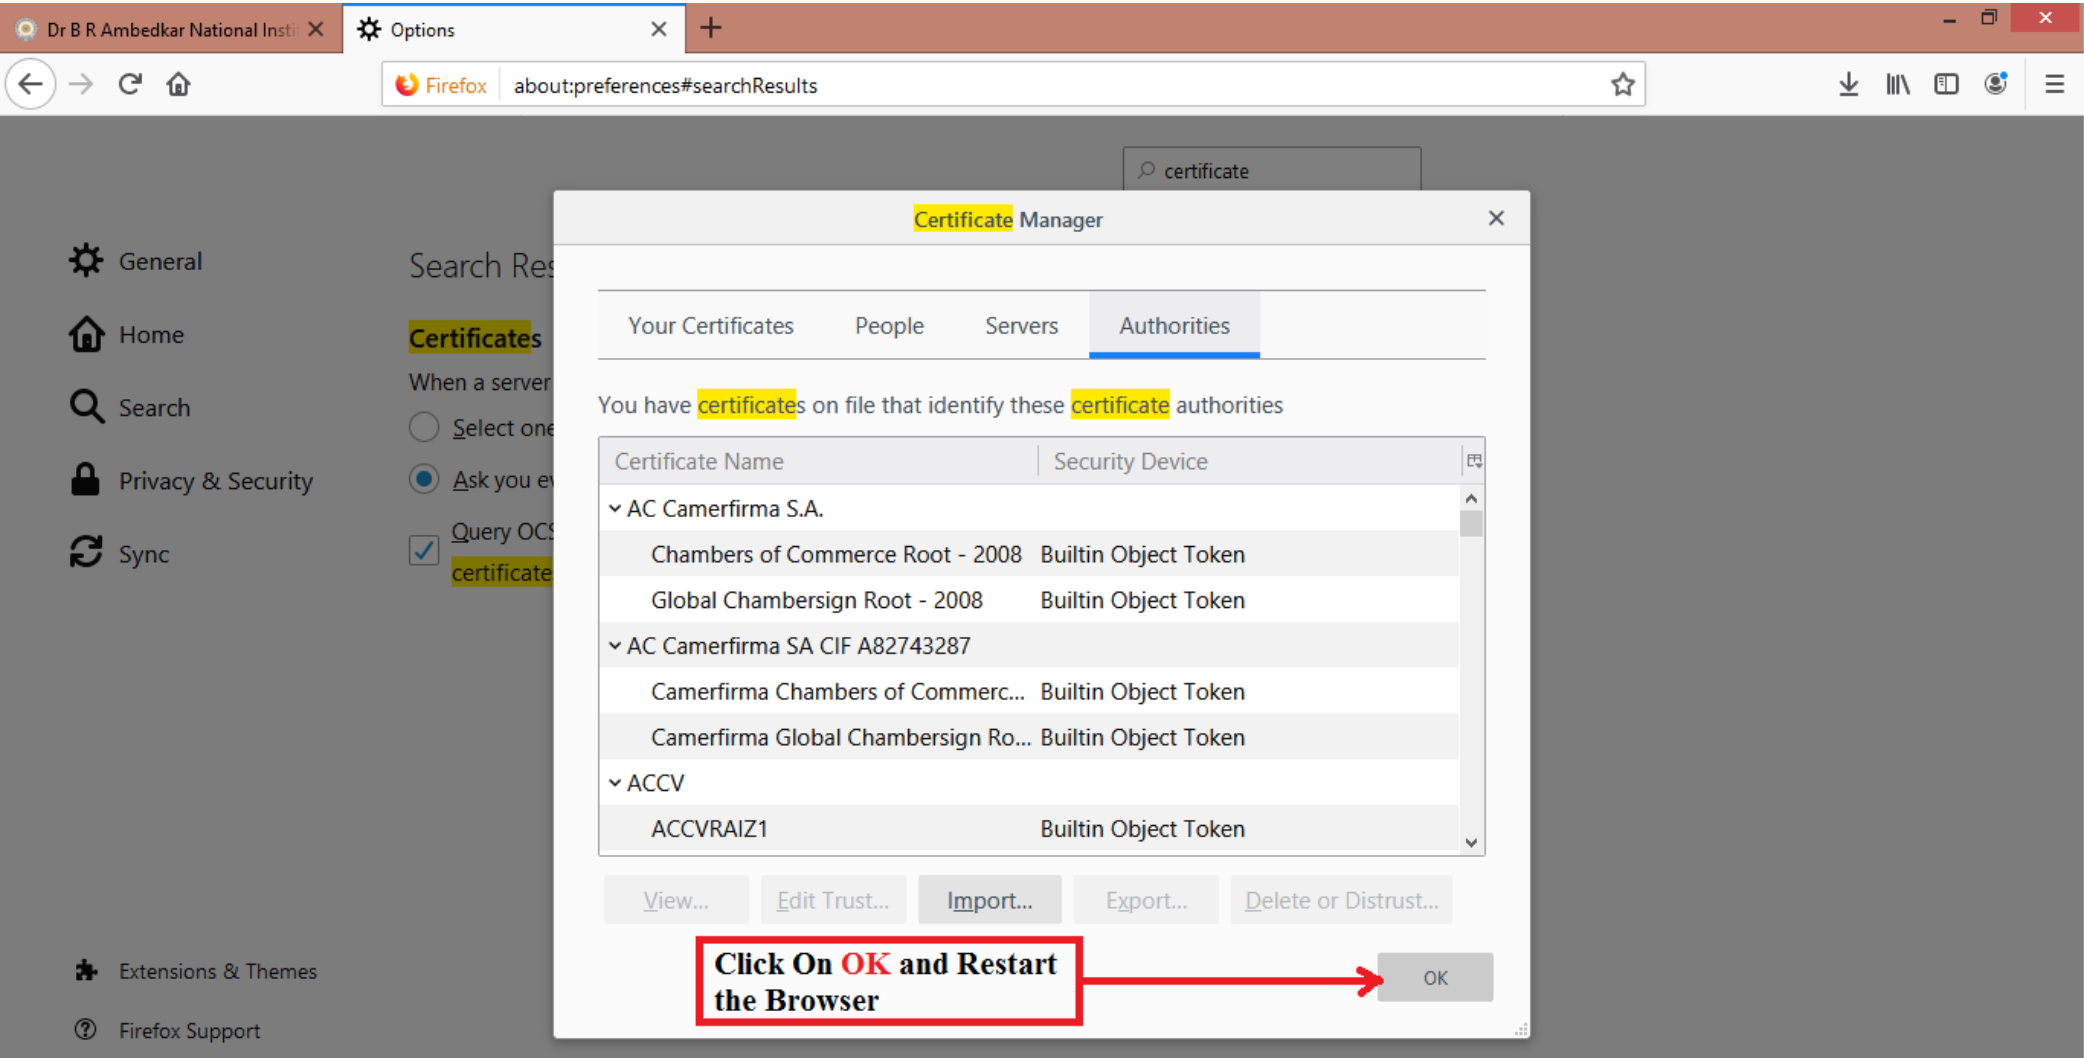 Dr B R Ambedkar National Insti
Options
Firefox
about:preferences#searchResults
certificate
Certificate Manager
General
Search Res
Your Certificates
People
Servers
Authorities
Home
Certificates
When a server
You have certificates on file that identify these certificate authorities
Search
Select one
Certificate Name
Security Device
Privacy & Security
Ask you ev
AC Camerfirma S.A.
Query OCS
certificate
Chambers of Commerce Root - 2008 Builtin Object Token
Sync
Global Chambersign Root - 2008 Builtin Object Token
AC Camerfirma SA CIF A82743287
Camerfirma Chambers of Commerc... Builtin Object Token
Camerfirma Global Chambersign Ro... Builtin Object Token
ACCV
ACCVRAIZ1 Builtin Object Token
View...
Edit Trust...
Import...
Export...
Delete or Distrust...
Click On OK and Restart
the Browser
OK
Extensions & Themes
Firefox Support